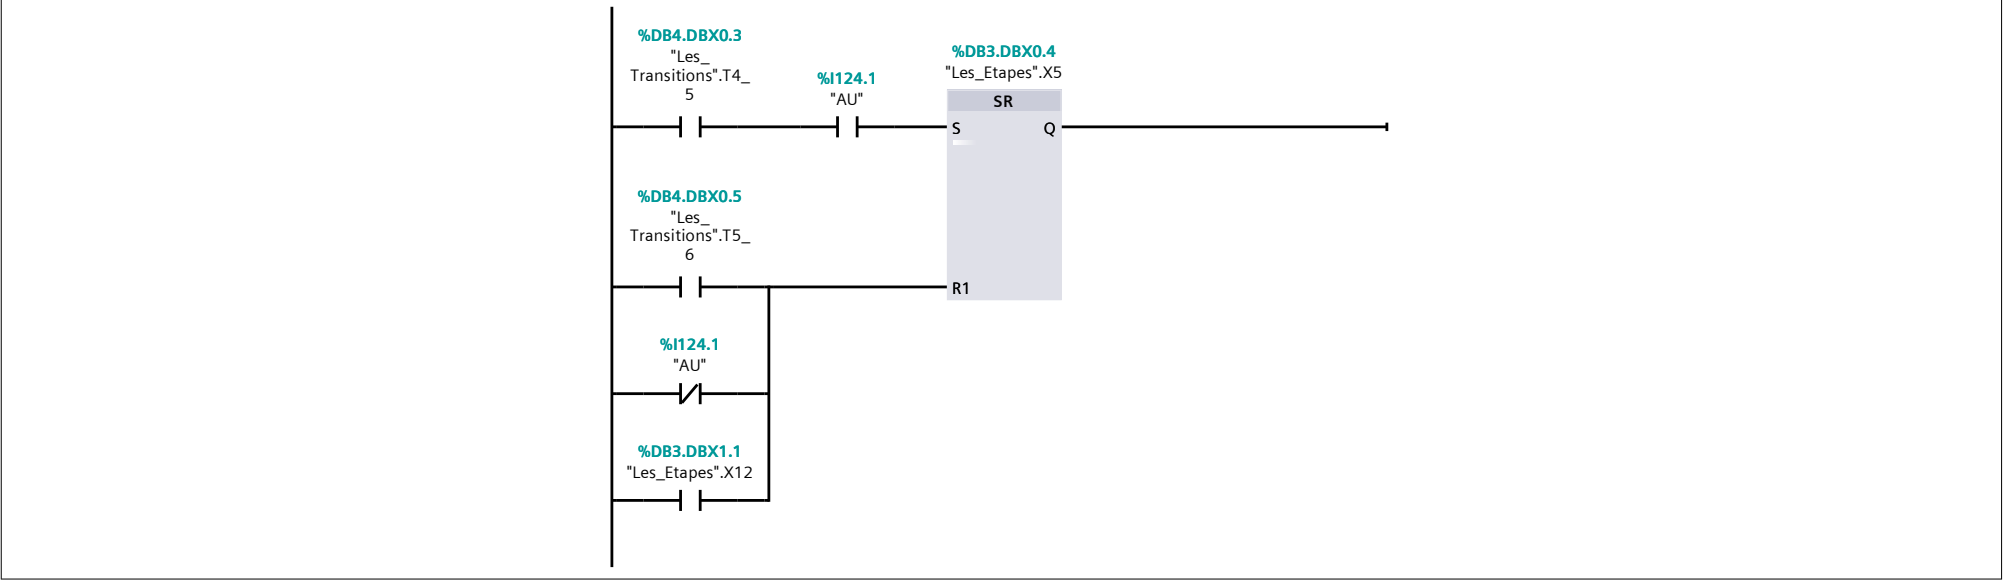 %DB4.DBX0.3
"Les_
Transitions".T4_
5
%I124.1
"AU"
%DB3.DBX0.4
"Les_Etapes".X5
SR
S
Q
%DB4.DBX0.5
"Les_
Transitions".T5_
6
R1
%I124.1
"AU"
%DB3.DBX1.1
"Les_Etapes".X12